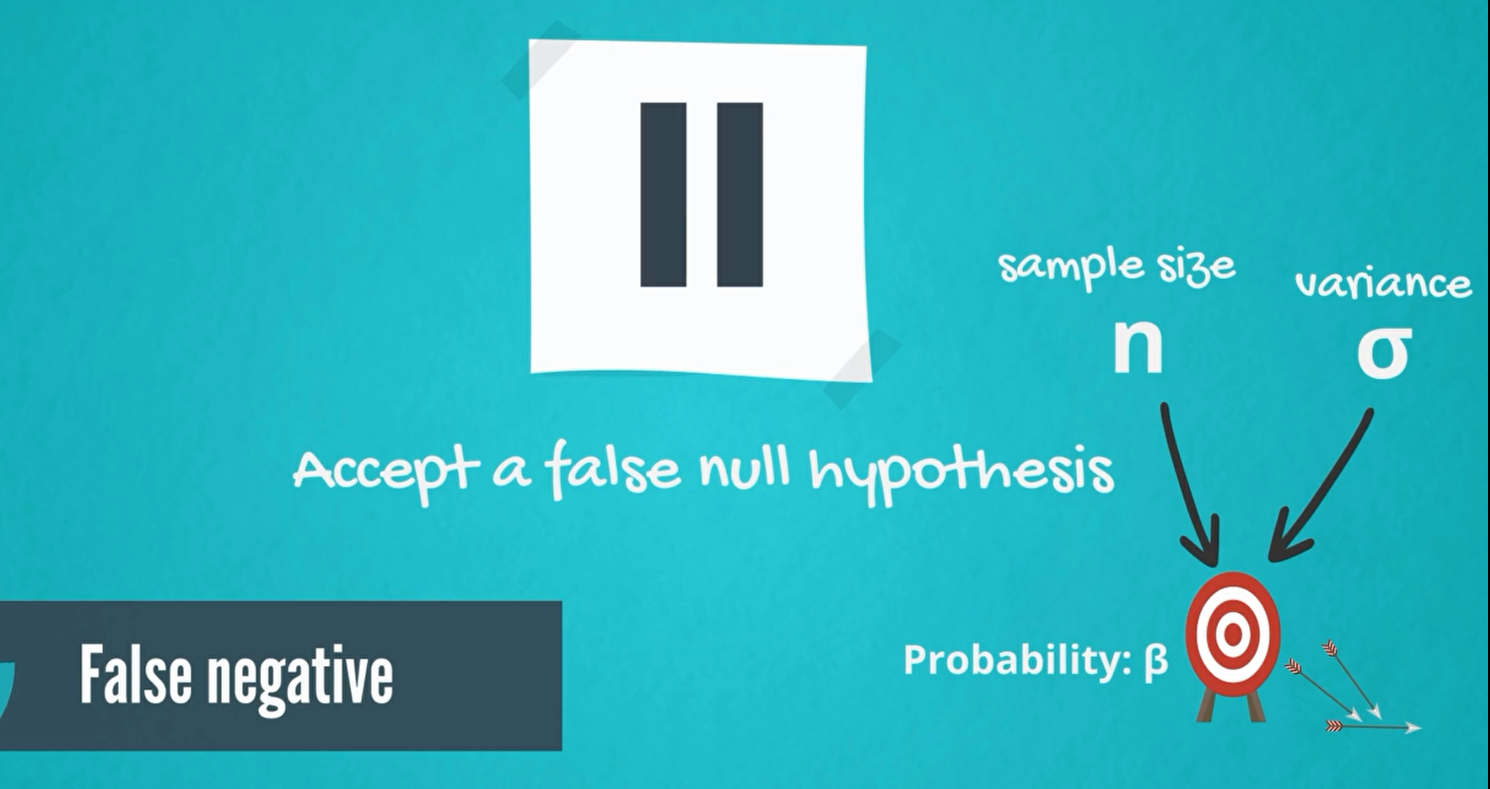 II
sample size
variance
n
σ
Accept a false null hypothesis
False negative
Probability: β